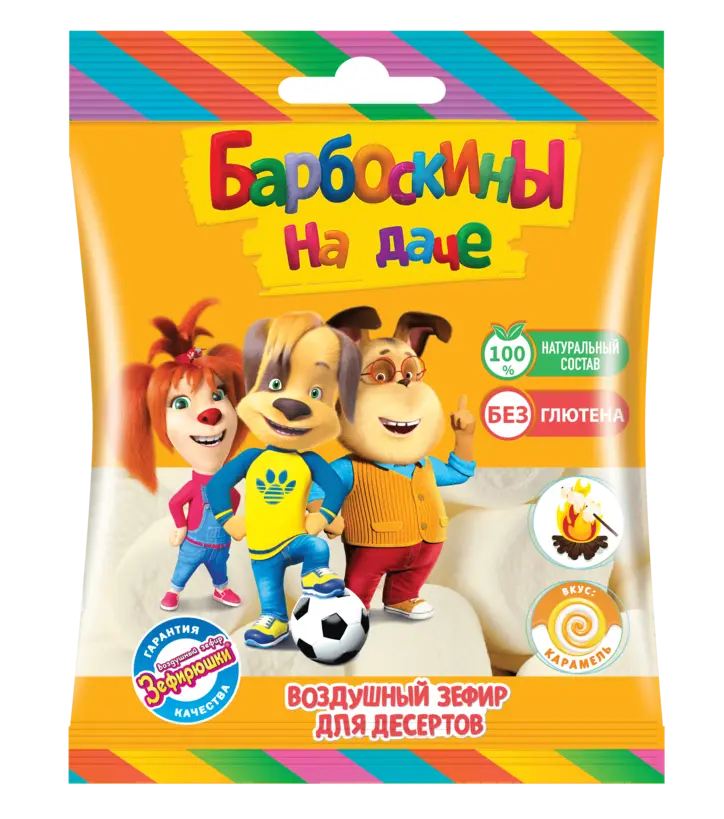 Барбоскины
на даче
100
%
НАТУРАЛЬНЫЙ
СОСТАВ
БЕЗ ГЛЮТЕНА
ВКУС:
КАРАМЕЛЬ
ГАРАНТИЯ
воздушный зефир
Зефирюшки
КАЧЕСТВА
ВОЗДУШНЫЙ ЗЕФИР
ДЛЯ ДЕСЕРТОВ